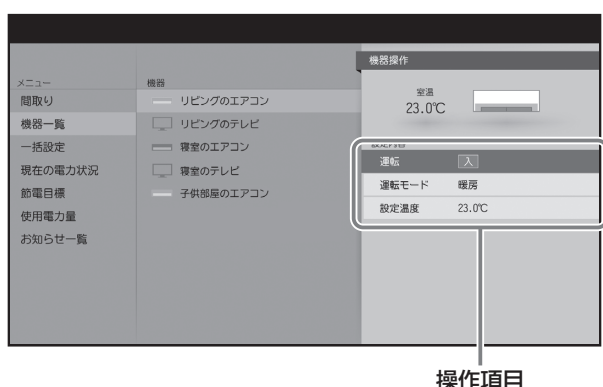 機器操作
メニュー
機器
室温
23.0℃
間取り
機器一覧
一括設定
現在の電力状況
節電目標
使用電力量
お知らせ一覧
リビングのエアコン
リビングのテレビ
寝室のエアコン
寝室のテレビ
子供部屋のエアコン
設定内容
運転 入
運転モード 暖房
設定温度 23.0℃
操作項目